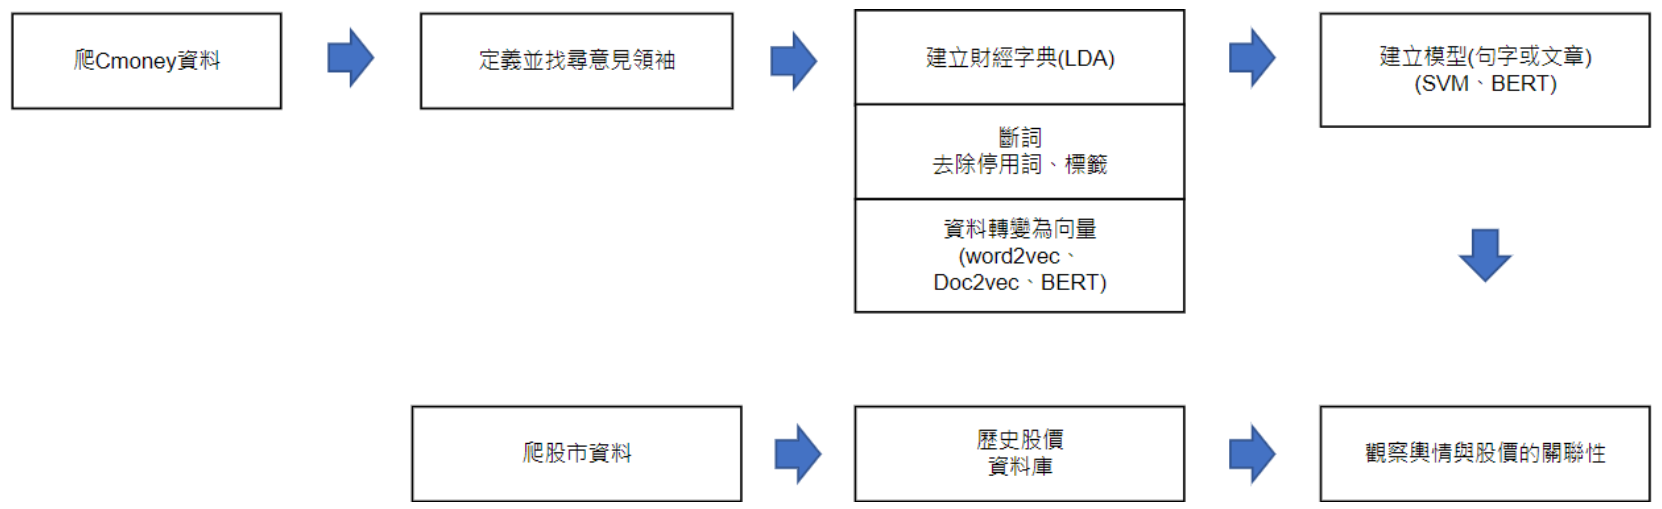 爬Cmoney資料
定義並找尋意見領袖
建立財經字典(LDA)
斷詞
去除停用詞、標籤
資料轉變為向量
(word2vec、
Doc2vec、BERT)
建立模型(句字或文章)
(SVM、BERT)
爬股市資料
歷史股價
資料庫
觀察輿情與股價的關聯性